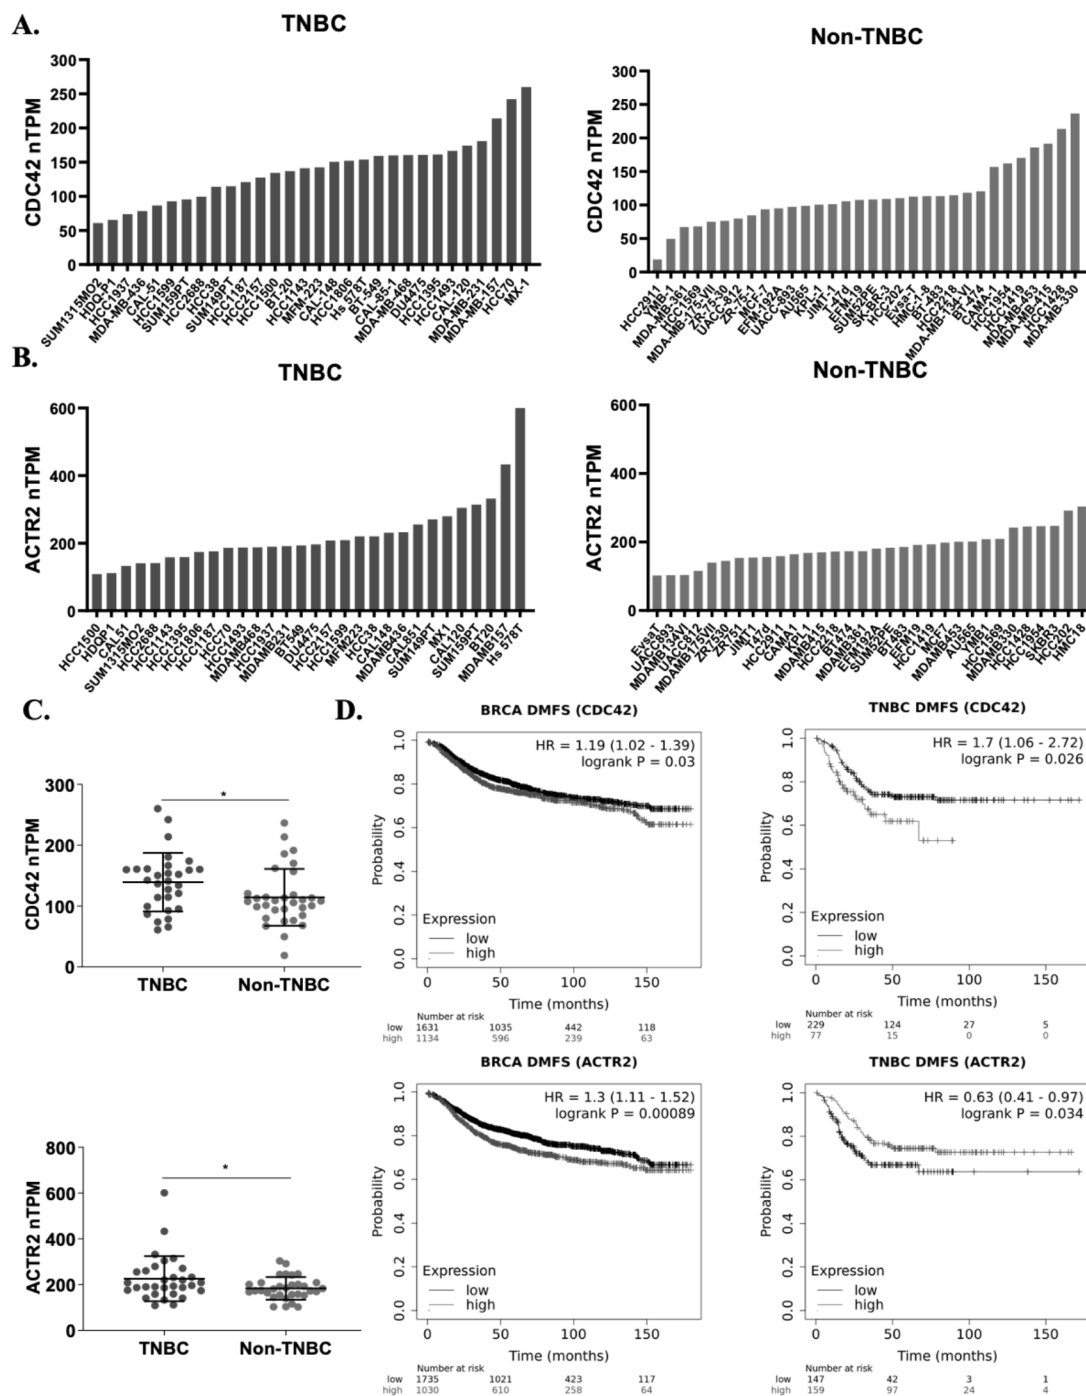 A.
TNBC
CDC42 nTPM
300
250
200
150
100
50
0
SUM1315MO2
HDQP1
HCC1937
MDA-MB-436
CAL-51
HCC1599
SUM159PT
HCC2688
HCC38
SUM149PT
HCC1187
HCC2157
HCC1500
BT-20
HCC1143
MFM-223
CAL-148
HCC1806
Hs 578T
BT-549
CAL-85-1
MDA-MB-468
DU4475
HCC1395
HCC1493
CAL-120
MDA-MB-231
MDA-MB-157
HCC70
MX-1
Non-TNBC
CDC42 nTPM
300
250
200
150
100
50
0
HCC2911
YMB-1
MDA-MB-361
HCC1569
MDA-MB-175-VII
ZR-75-30
UACC-812
ZR-75-1
MCF-7
EFM-192A
UACC-893
AU565
KPL-1
JIMT-1
T-47d
EFM-19
SUM52PE
SK-BR-3
HCC202
Evsa-T
HMC-1-8
BT-483
HCC2218
MDA-MB-134-VI
BT-474
CAMA-1
HCC1954
HCC1419
MDA-MB-453
MDA-MB-415
HCC1428
MDA-MB-330
B.
TNBC
ACTR2 nTPM
600
400
200
0
HCC1500
HDQP1
CAL51
SUM1315MO2
HCC2688
HCC1143
HCC1395
HCC1806
HCC1187
HCC70
HCC1493
MDAMB468
HCC1937
MDAMB231
BT549
DU4475
HCC2157
HCC1599
MFM223
HCC38
CAL148
MDAMB436
CAL851
SUM149PT
MX1
CAL120
SUM159PT
BT20
MDAMB157
Hs 578T
Non-TNBC
ACTR2 nTPM
600
400
200
0
EvsaT
UACC893
MDAMB134VI
UACC812
MDAMB175VII
ZR7530
ZR751
JIMT1
T47d
HCC2911
CAMA1
KPL1
MDAMB415
HCC2218
BT474
MDAMB361
EFM192A
SUM52PE
BT483
EFM19
HCC1419
MCF7
MDAMB453
AU565
YMB1
HCC1569
MDAMB330
HCC1428
HCC1954
SKBR3
HCC202
HMC18
C.
CDC42 nTPM
300
200
100
0
*
TNBC
Non-TNBC
ACTR2 nTPM
800
600
400
200
0
*
TNBC
Non-TNBC
D.
BRCA DMFS (CDC42)
HR = 1.19 (1.02 - 1.39)
logrank P = 0.03
Probability
1.0
0.8
0.6
0.4
0.2
0.0
Expression
low
high
0 50 100 150
Time (months)
Number at risk
low 1631 1035 442 118
high 1134 596 239 63
TNBC DMFS (CDC42)
HR = 1.7 (1.06 - 2.72)
logrank P = 0.026
Probability
1.0
0.8
0.6
0.4
0.2
0.0
Expression
low
high
0 50 100 150
Time (months)
Number at risk
low 229 124 27 5
high 77 15 0 0
BRCA DMFS (ACTR2)
HR = 1.3 (1.11 - 1.52)
logrank P = 0.00089
Probability
1.0
0.8
0.6
0.4
0.2
0.0
Expression
low
high
0 50 100 150
Time (months)
Number at risk
low 1735 1021 423 117
high 1030 610 258 64
TNBC DMFS (ACTR2)
HR = 0.63 (0.41 - 0.97)
logrank P = 0.034
Probability
1.0
0.8
0.6
0.4
0.2
0.0
Expression
low
high
0 50 100 150
Time (months)
Number at risk
low 147 42 3 1
high 159 97 24 4